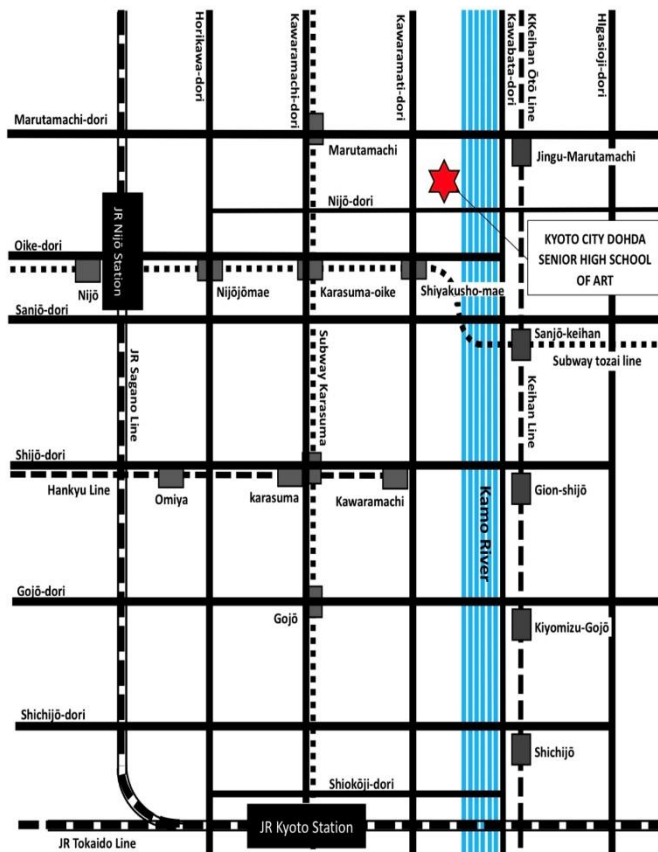 Horikawa-dori
Kawaramachi-dori
Kawaramati-dori
Kawabata-dori
KKeihan Ōtō Line
HIgasioji-dori
Marutamachi-dori
Marutamachi
Jingu-Marutamachi
Nijō-dori
JR Nijō Station
KYOTO CITY DOHDA
SENIOR HIGH SCHOOL
OF ART
Oike-dori
Nijō
Nijōjōmae
Karasuma-oike
Shiyakusho-mae
Sanjō-dori
Sanjō-keihan
Subway tozai line
JR Sagano Line
Subway Karasuma
Keihan Line
Shijō-dori
Hankyu Line
Omiya
karasuma
Kawaramachi
Kamo River
Gion-shijō
Gojō-dori
Gojō
Kiyomizu-Gojō
Shichijō-dori
Shichijō
Shiokōji-dori
JR Kyoto Station
JR Tokaido Line